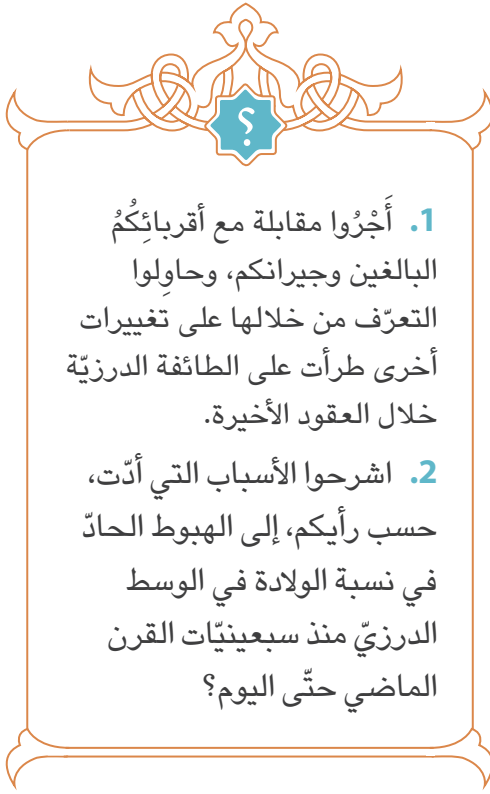 ؟
1. أَجْرُوا مقابلة مع أقربائِكُمُ
البالغين وجيرانكم، وحاوِلوا
التعرّف من خلالها على تغييرات
أخرى طرأت على الطائفة الدرزيّة
خلال العقود الأخيرة.
2. اشرحوا الأسباب التي أدّت،
حسب رأيكم، إلى الهبوط الحادّ
في نسبة الولادة في الوسط
الدرزيّ منذ سبعينيّات القرن
الماضي حتّى اليوم؟